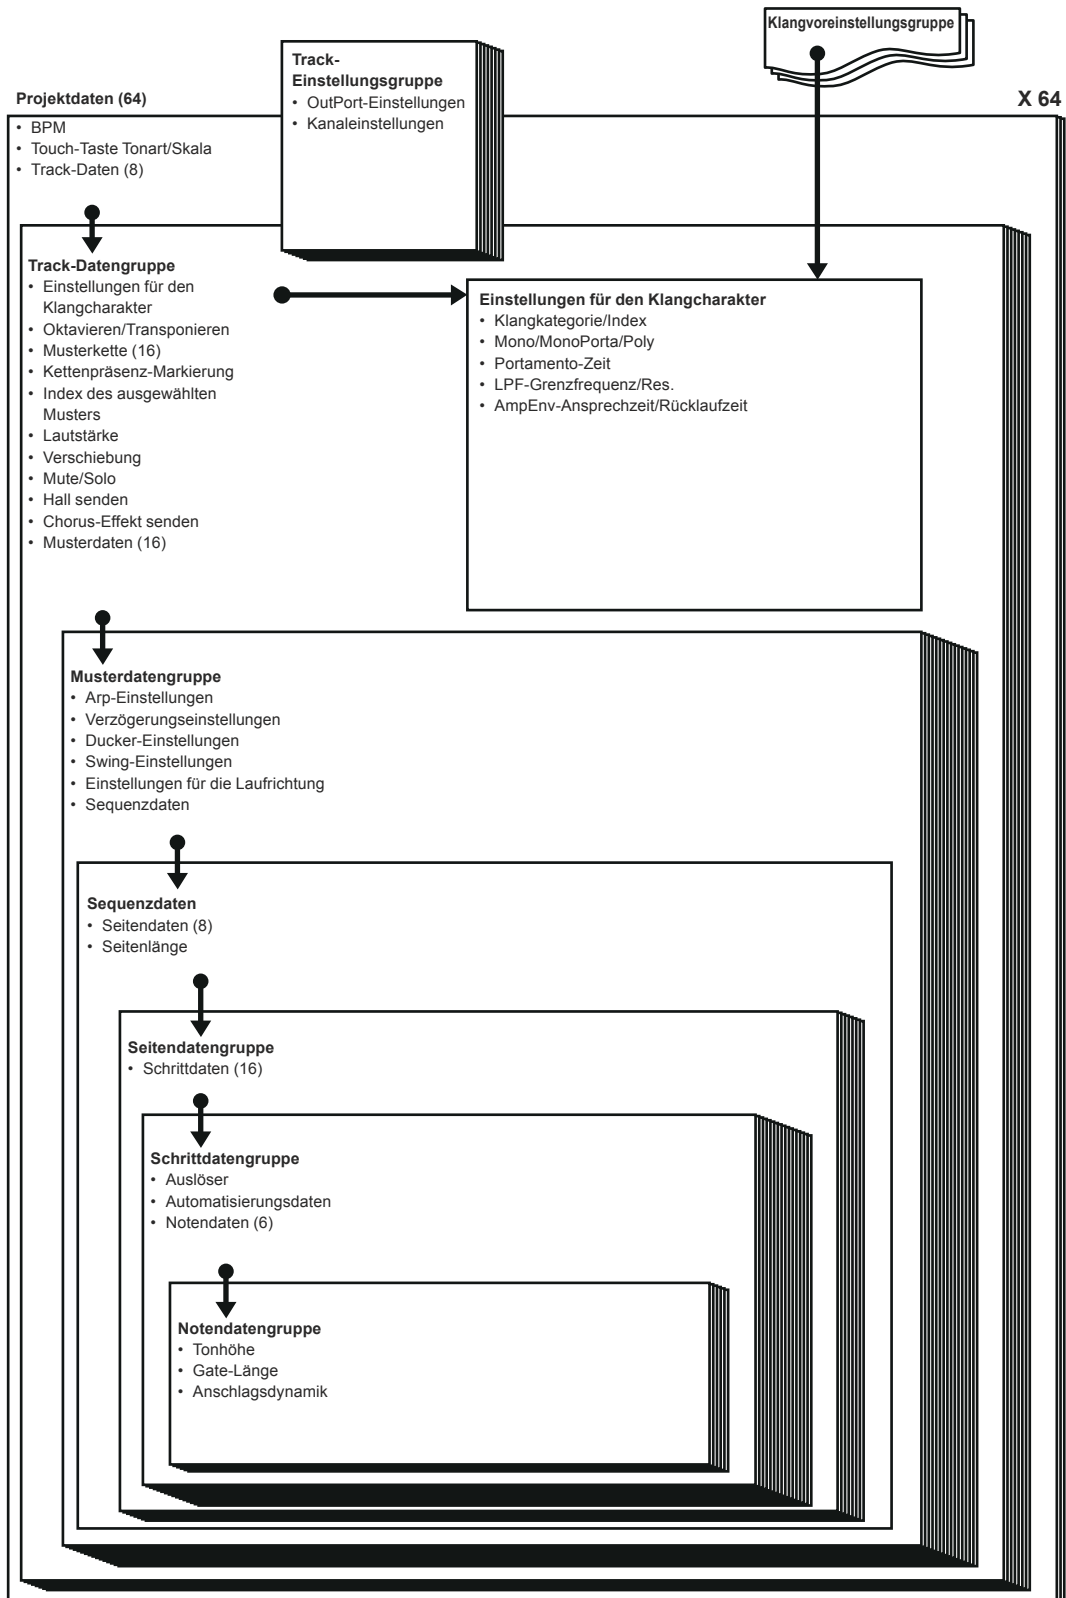 Klangvoreinstellungsgruppe
Track-
Einstellungsgruppe
• OutPort-Einstellungen
• Kanaleinstellungen
Projektdaten (64)
X 64
• BPM
• Touch-Taste Tonart/Skala
• Track-Daten (8)
Track-Datengruppe
• Einstellungen für den
Klangcharakter
• Oktavieren/Transponieren
• Musterkette (16)
• Kettenpräsenz-Markierung
• Index des ausgewählten
Musters
• Lautstärke
• Verschiebung
• Mute/Solo
• Hall senden
• Chorus-Effekt senden
• Musterdaten (16)
Einstellungen für den Klangcharakter
• Klangkategorie/Index
• Mono/MonoPorta/Poly
• Portamento-Zeit
• LPF-Grenzfrequenz/Res.
• AmpEnv-Ansprechzeit/Rücklaufzeit
Musterdatengruppe
• Arp-Einstellungen
• Verzögerungseinstellungen
• Ducker-Einstellungen
• Swing-Einstellungen
• Einstellungen für die Laufrichtung
• Sequenzdaten
Sequenzdaten
• Seitendaten (8)
• Seitenlänge
Seitendatengruppe
• Schrittdaten (16)
Schrittdatengruppe
• Auslöser
• Automatisierungsdaten
• Notendaten (6)
Notendatengruppe
• Tonhöhe
• Gate-Länge
• Anschlagsdynamik